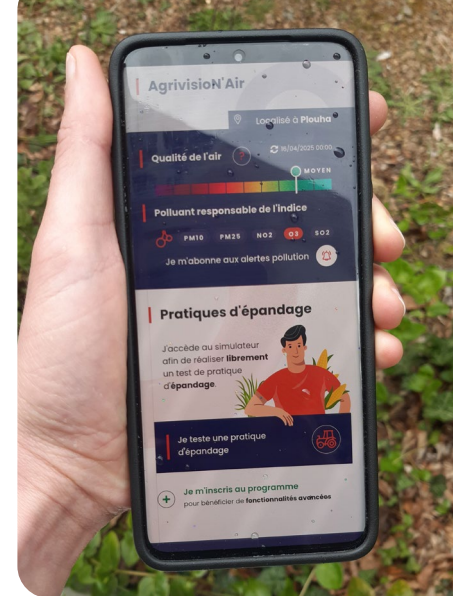 AgrivisioN'Air
Localisé à Plouha
Qualité de l'air
?
16/04/2025 00:00
MOYEN
Polluant responsable de l'indice
PM10 PM25 NO2 O3 SO2
Je m'abonne aux alertes pollution
Pratiques d'épandage
J'accède au simulateur
afin de réaliser librement
un test de pratique
d'épandage.
Je teste une pratique
d'épandage
Je m'inscris au programme
pour bénéficier de fonctionnalités avancées